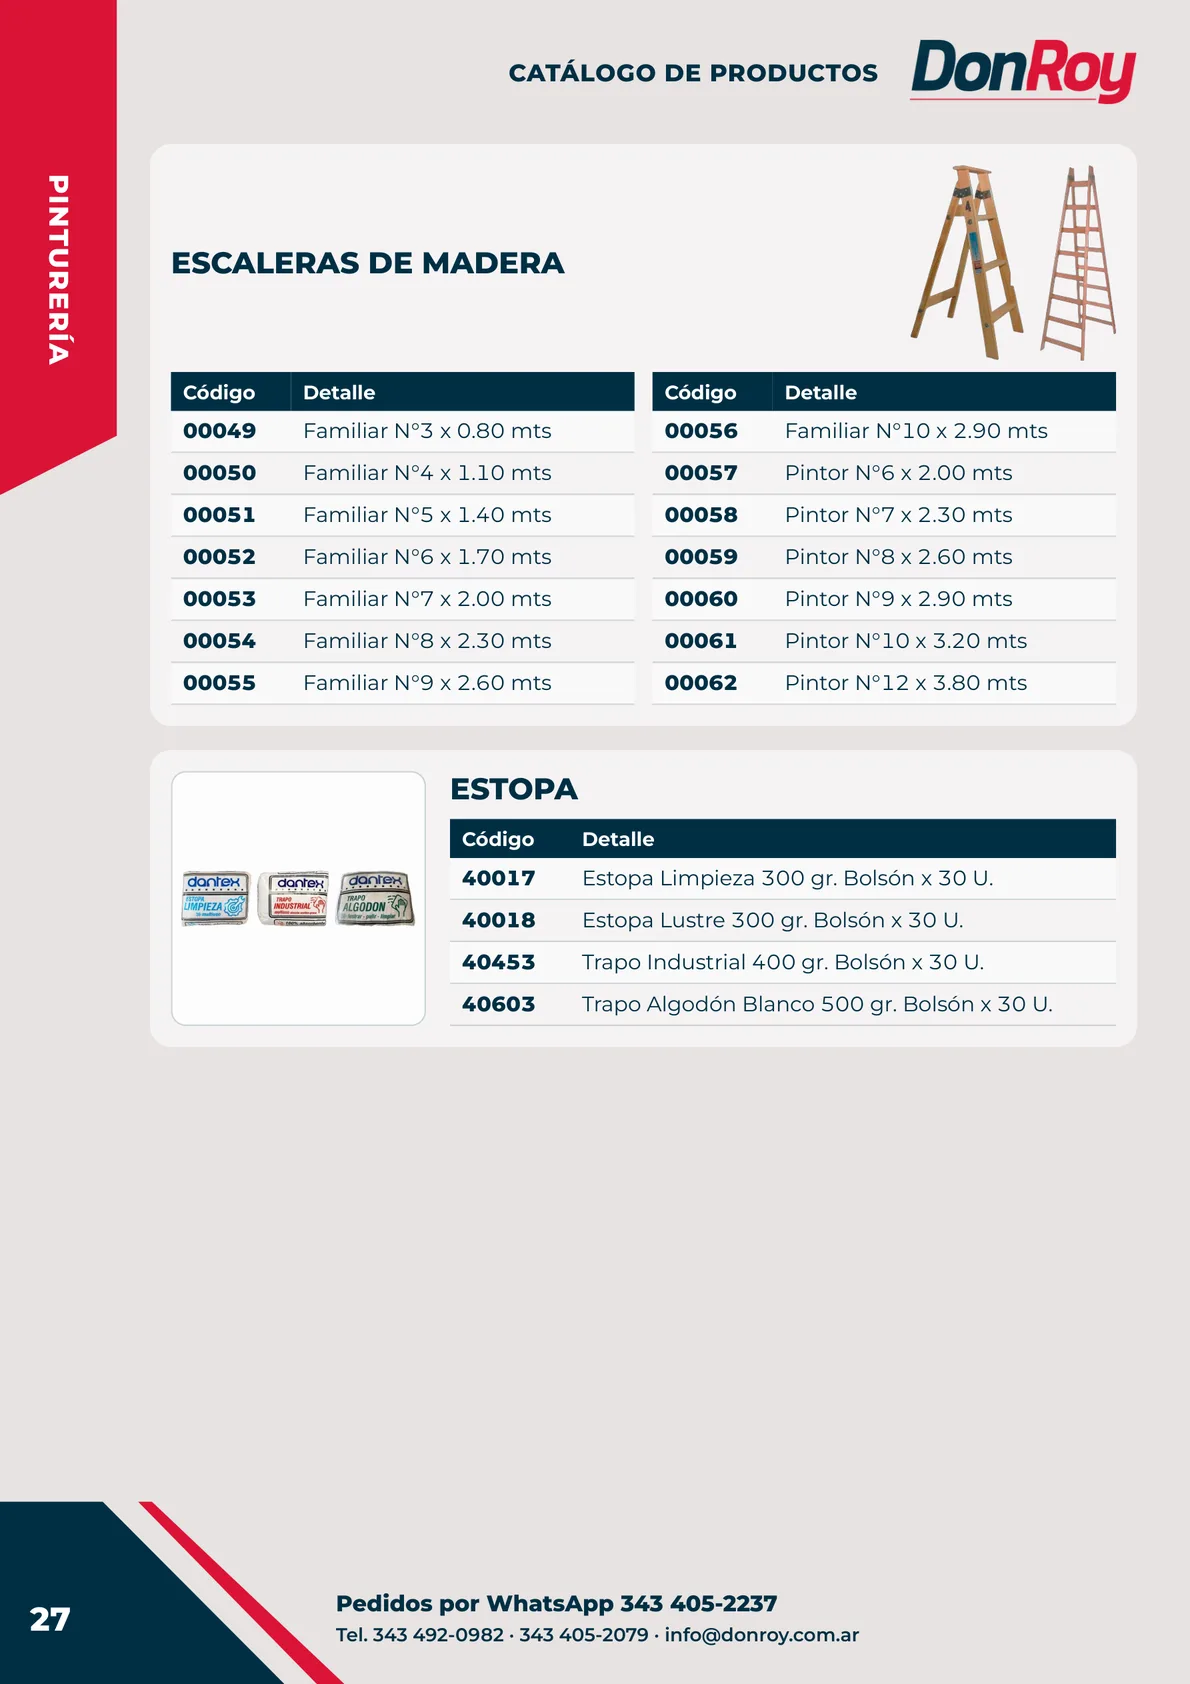 CATÁLOGO DE PRODUCTOS
DonRoy
PINTURERÍA
ESCALERAS DE MADERA
4
Código Detalle
00049 Familiar N°3 x 0.80 mts
00050 Familiar N°4 x 1.10 mts
00051 Familiar N°5 x 1.40 mts
00052 Familiar N°6 x 1.70 mts
00053 Familiar N°7 x 2.00 mts
00054 Familiar N°8 x 2.30 mts
00055 Familiar N°9 x 2.60 mts
Código Detalle
00056 Familiar N°10 x 2.90 mts
00057 Pintor N°6 x 2.00 mts
00058 Pintor N°7 x 2.30 mts
00059 Pintor N°8 x 2.60 mts
00060 Pintor N°9 x 2.90 mts
00061 Pintor N°10 x 3.20 mts
00062 Pintor N°12 x 3.80 mts
dantex
ESTOPA
LIMPIEZA
dantex
TRAPO
INDUSTRIAL
dantex
TRAPO
ALGODON
ESTOPA
Código Detalle
40017 Estopa Limpieza 300 gr. Bolsón x 30 U.
40018 Estopa Lustre 300 gr. Bolsón x 30 U.
40453 Trapo Industrial 400 gr. Bolsón x 30 U.
40603 Trapo Algodón Blanco 500 gr. Bolsón x 30 U.
27
Pedidos por WhatsApp 343 405-2237
Tel. 343 492-0982 · 343 405-2079 · info@donroy.com.ar